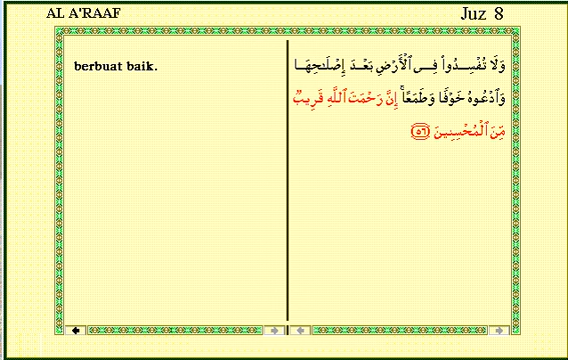 AL A'RAAF
Juz 8
berbuat baik.
وَلَا تُفْسِدُوا۟ فِى ٱلْأَرْضِ بَعْدَ إِصْلَٰحِهَا
وَٱدْعُوهُ خَوْفًا وَطَمَعًا ۚ إِنَّ رَحْمَتَ ٱللَّهِ قَرِيبٌ
مِّنَ ٱلْمُحْسِنِينَ ٥٦